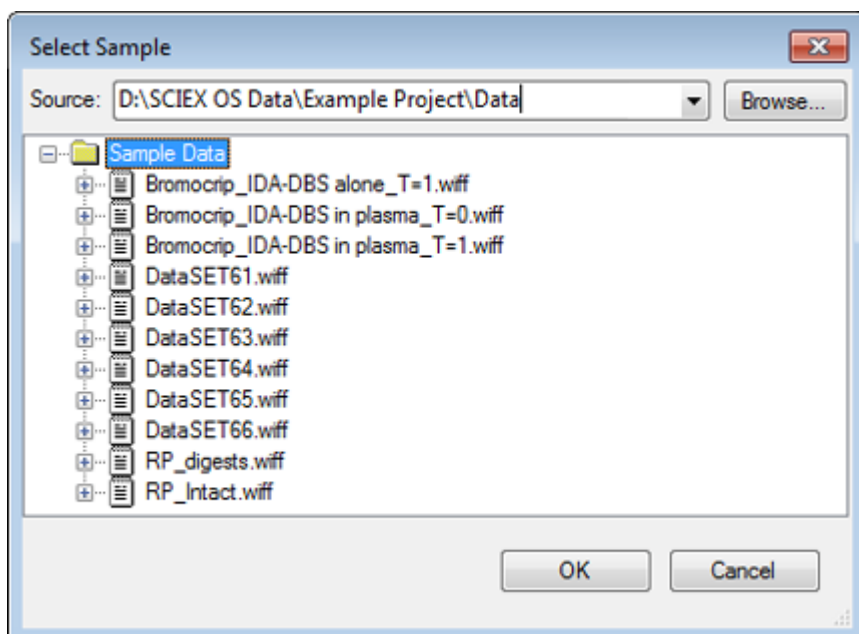 Select Sample
Source: D:\SCIEX OS Data\Example Project\Data Browse...
Sample Data
Bromocrip_IDA-DBS alone_T=1.wiff
Bromocrip_IDA-DBS in plasma_T=0.wiff
Bromocrip_IDA-DBS in plasma_T=1.wiff
DataSET61.wiff
DataSET62.wiff
DataSET63.wiff
DataSET64.wiff
DataSET65.wiff
DataSET66.wiff
RP_digests.wiff
RP_Intact.wiff
OK Cancel